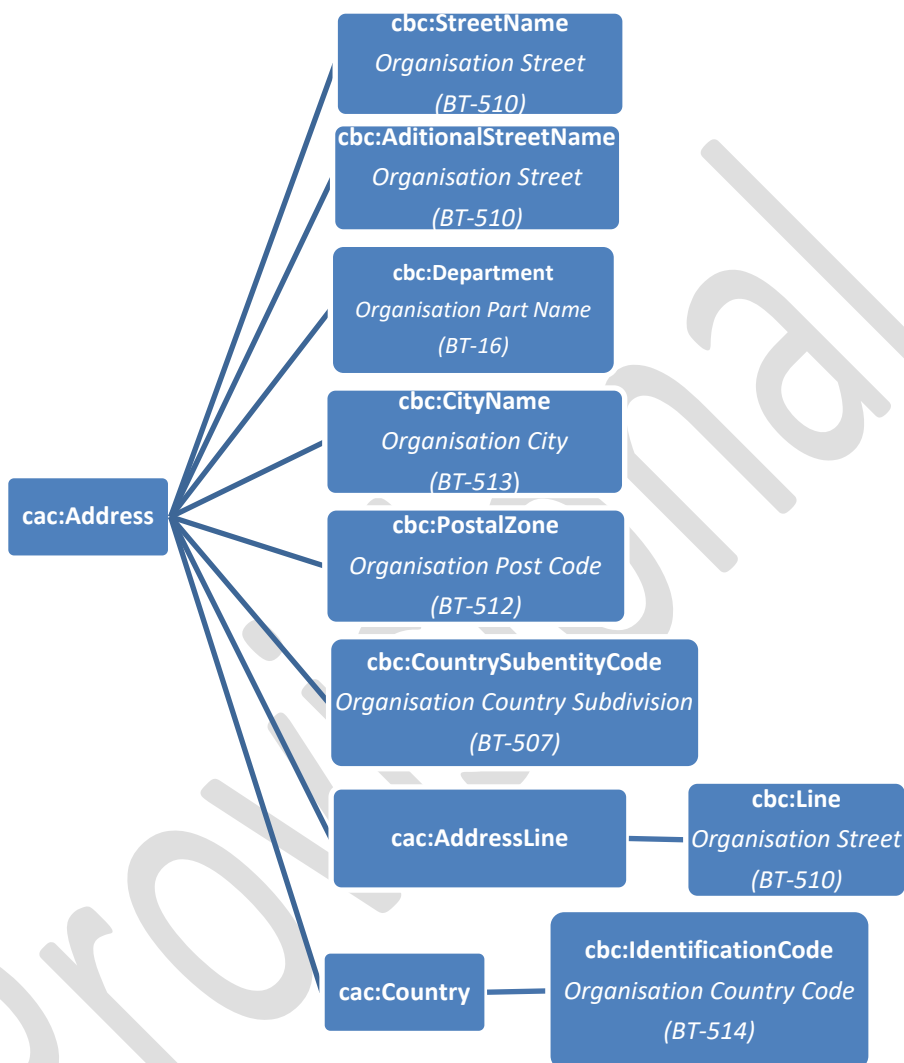 cbc:StreetName
Organisation Street
(BT-510)
cbc:AditionalStreetName
Organisation Street
(BT-510)
cbc:Department
Organisation Part Name
(BT-16)
cbc:CityName
Organisation City
(BT-513)
cac:Address
cbc:PostalZone
Organisation Post Code
(BT-512)
cbc:CountrySubentityCode
Organisation Country Subdivision
(BT-507)
cac:AddressLine
cbc:Line
Organisation Street
(BT-510)
cac:Country
cbc:IdentificationCode
Organisation Country Code
(BT-514)
Provisional